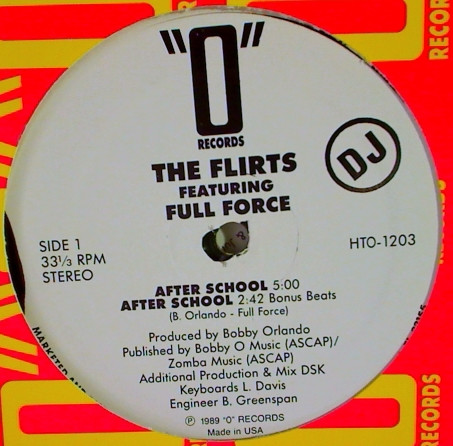 "O"
RECORDS
THE FLIRTS
FEATURING
FULL FORCE
DJ
SIDE 1
33⅓ RPM
STEREO
HTO-1203
AFTER SCHOOL 5:00
AFTER SCHOOL 2:42 Bonus Beats
(B. Orlando - Full Force)
Produced by Bobby Orlando
Published by Bobby O Music (ASCAP)/
Zomba Music (ASCAP)
Additional Production & Mix DSK
Keyboards L. Davis
Engineer B. Greenspan
℗ 1989 "O" RECORDS
Made in USA
MARKETED AND
RECORDS
RECORDS